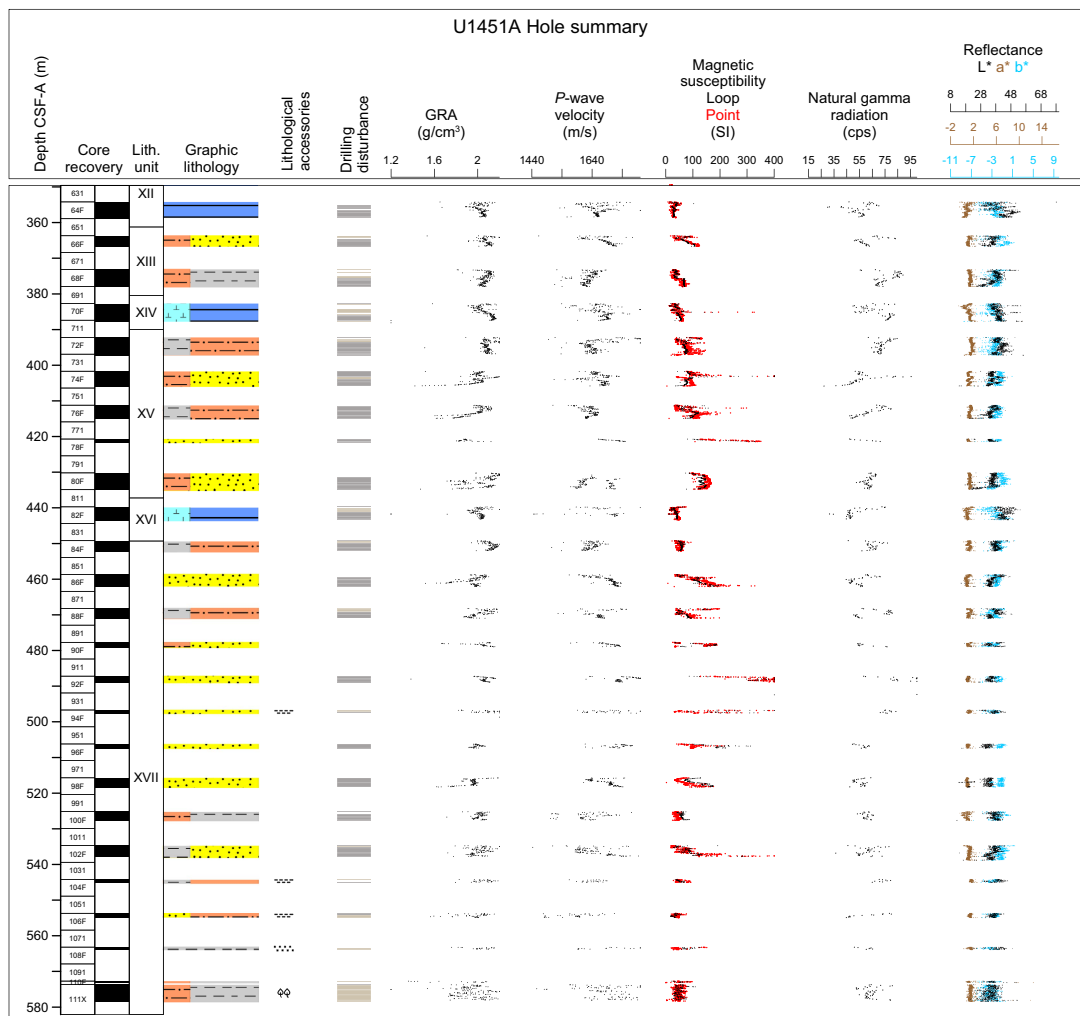 U1451A Hole summary
Depth CSF-A (m)
Core
recovery
Lith.
unit
Graphic
lithology
Lithological
accessories
Drilling
disturbance
GRA
(g/cm³)
1.2 1.6 2
P-wave
velocity
(m/s)
1440 1640
Magnetic
susceptibility
Loop
Point
(SI)
0 100 200 300 400
Natural gamma
radiation
(cps)
15 35 55 75 95
Reflectance
L* a* b*
8 28 48 68
-2 2 6 10 14
-11 -7 -3 1 5 9
360
380
400
420
440
460
480
500
520
540
560
580
631
64F
651
66F
671
68F
691
70F
711
72F
731
74F
751
76F
771
78F
791
80F
811
82F
831
84F
851
86F
871
88F
891
90F
911
92F
931
94F
951
96F
971
98F
991
100F
1011
102F
1031
104F
1051
106F
1071
108F
1091
110F
111X
XII
XIII
XIV
XV
XVI
XVII